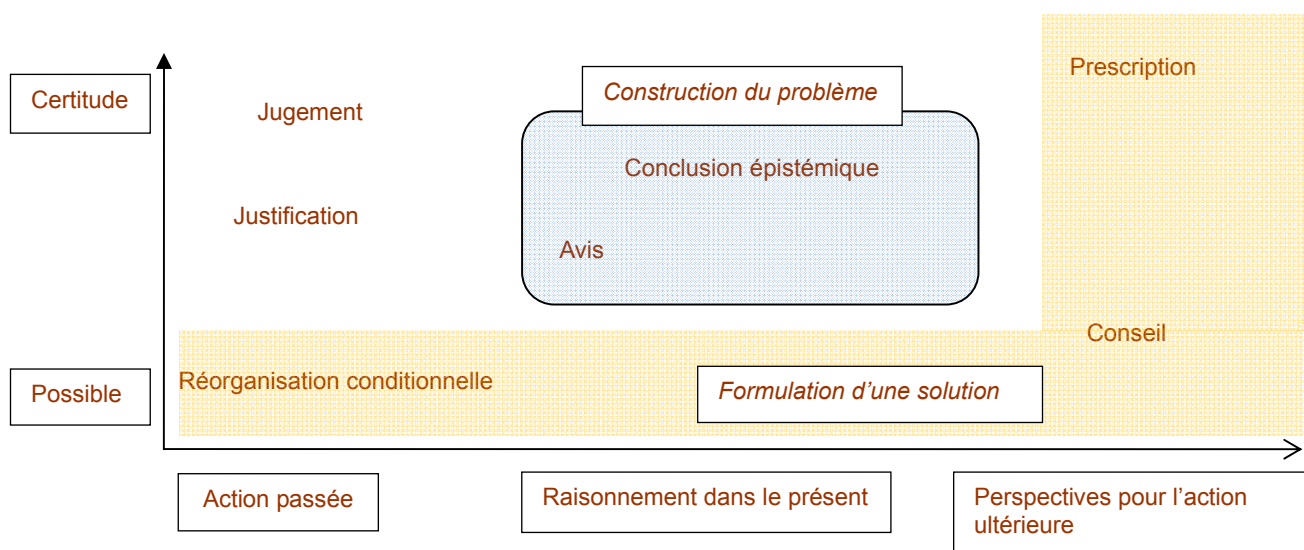 Prescription
Certitude
Construction du problème
Jugement
Conclusion épistémique
Justification
Avis
Conseil
Réorganisation conditionnelle
Possible
Formulation d’une solution
Action passée
Raisonnement dans le présent
Perspectives pour l’action
ultérieure